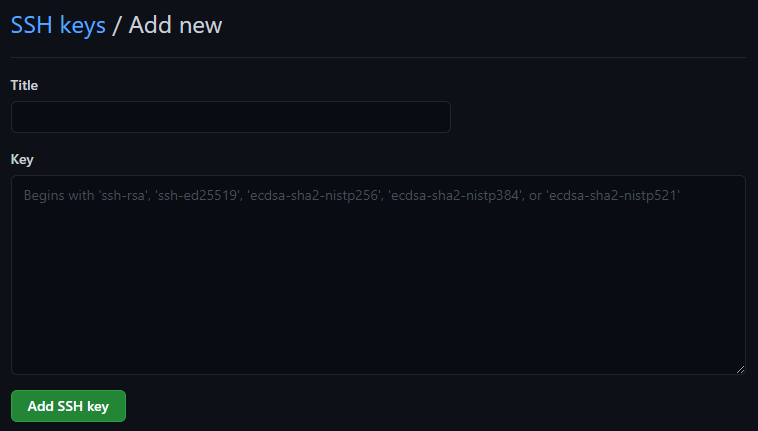 SSH keys / Add new
Title
Key
Begins with 'ssh-rsa', 'ssh-ed25519', 'ecdsa-sha2-nistp256', 'ecdsa-sha2-nistp384', or 'ecdsa-sha2-nistp521'
Add SSH key